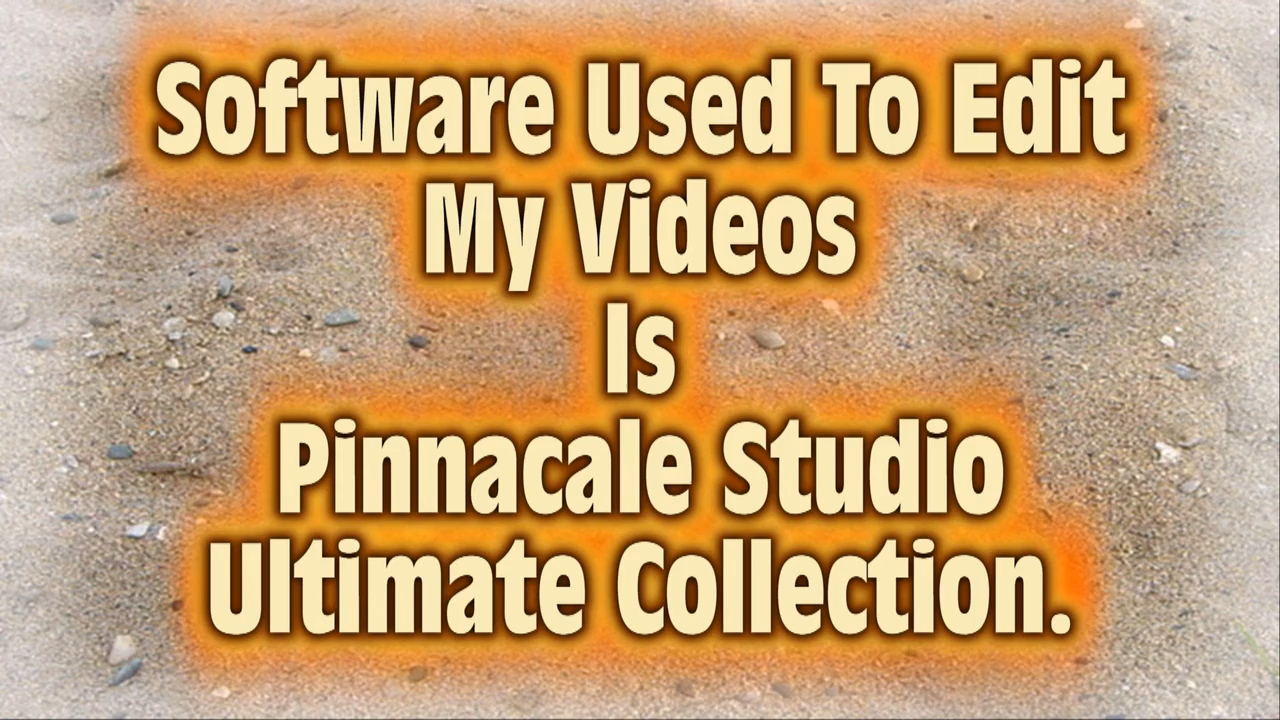 Software Used To Edit
My Videos
Is
Pinnacale Studio
Ultimate Collection.